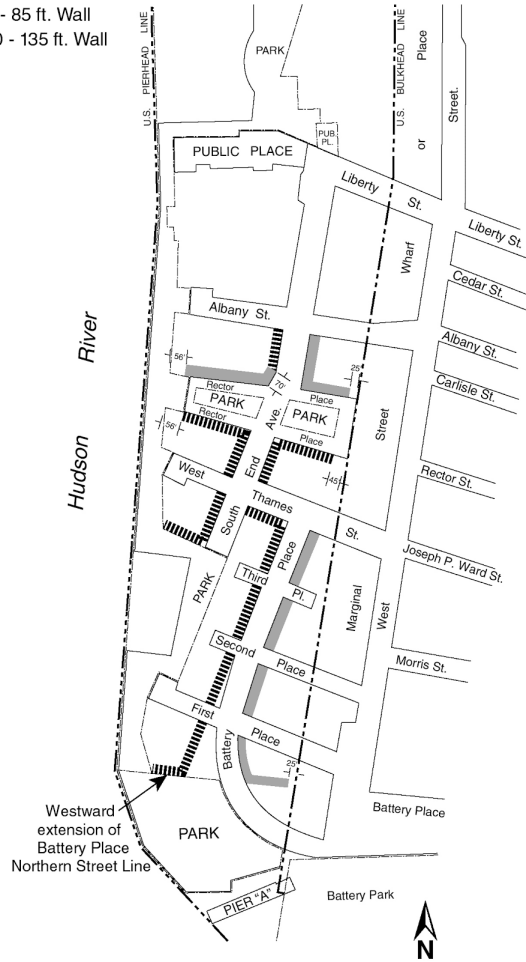 - 85 ft. Wall
- 135 ft. Wall
U.S. PIERHEAD LINE
U.S. BULKHEAD LINE
Place
or
Street.
PARK
PUB.
PL.
PUBLIC PLACE
Liberty
St.
Liberty St.
Wharf
Cedar St.
Albany St.
Albany St.
Carlisle St.
56'
25'
70'
Rector
Place
PARK
PARK
Rector
Place
Ave.
End
South
Street
56'
45'
West
Thames
St.
Rector St.
Joseph P. Ward St.
Hudson River
PARK
Place
Third
Pl.
Marginal
West
Second
Place
Morris St.
First
Place
Battery
25'
Battery Place
Westward
extension of
Battery Place
Northern Street Line
PARK
PIER "A"
Battery Park
N